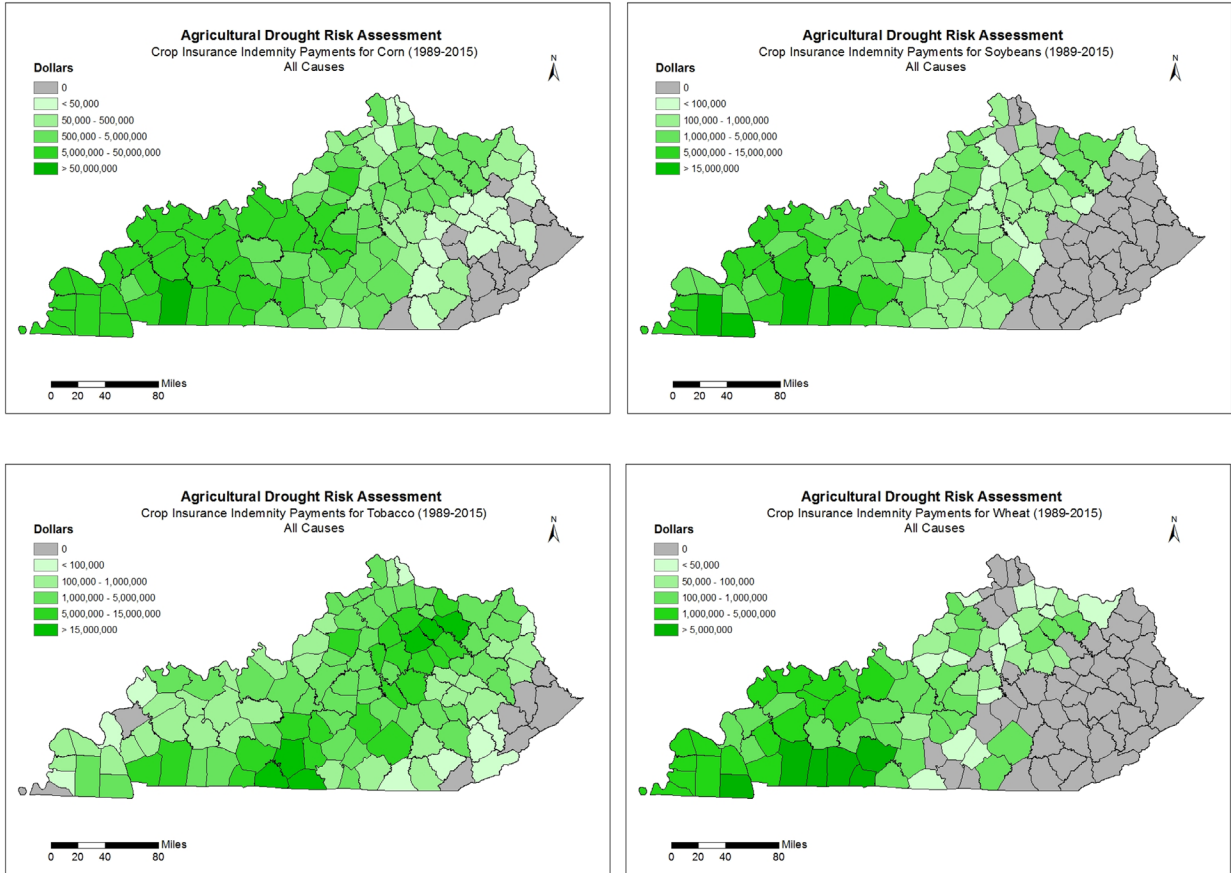 Agricultural Drought Risk Assessment
Crop Insurance Indemnity Payments for Corn (1989-2015)
All Causes
N
Dollars
0
< 50,000
50,000 - 500,000
500,000 - 5,000,000
5,000,000 - 50,000,000
> 50,000,000
Miles
0 20 40 80
Agricultural Drought Risk Assessment
Crop Insurance Indemnity Payments for Soybeans (1989-2015)
All Causes
N
Dollars
0
< 100,000
100,000 - 1,000,000
1,000,000 - 5,000,000
5,000,000 - 15,000,000
> 15,000,000
Miles
0 20 40 80
Agricultural Drought Risk Assessment
Crop Insurance Indemnity Payments for Tobacco (1989-2015)
All Causes
N
Dollars
0
< 100,000
100,000 - 1,000,000
1,000,000 - 5,000,000
5,000,000 - 15,000,000
> 15,000,000
Miles
0 20 40 80
Agricultural Drought Risk Assessment
Crop Insurance Indemnity Payments for Wheat (1989-2015)
All Causes
N
Dollars
0
< 50,000
50,000 - 100,000
100,000 - 1,000,000
1,000,000 - 5,000,000
> 5,000,000
Miles
0 20 40 80